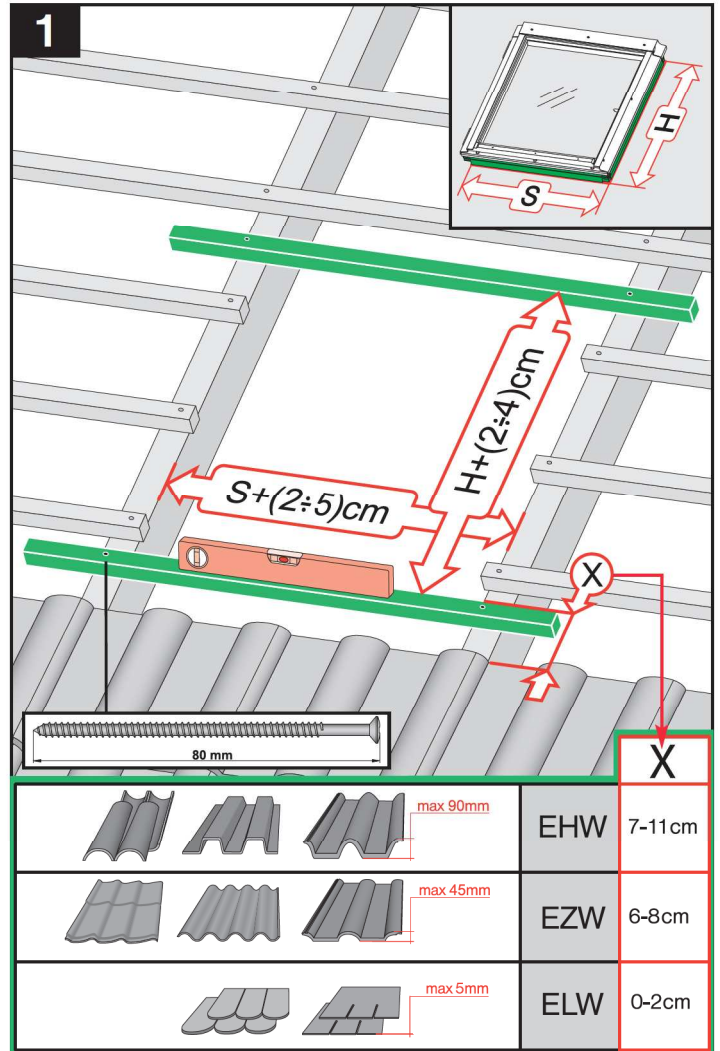 1
H
S
H+(2÷4)cm
S+(2÷5)cm
X
80 mm
X
max 90mm
EHW
7-11cm
max 45mm
EZW
6-8cm
max 5mm
ELW
0-2cm